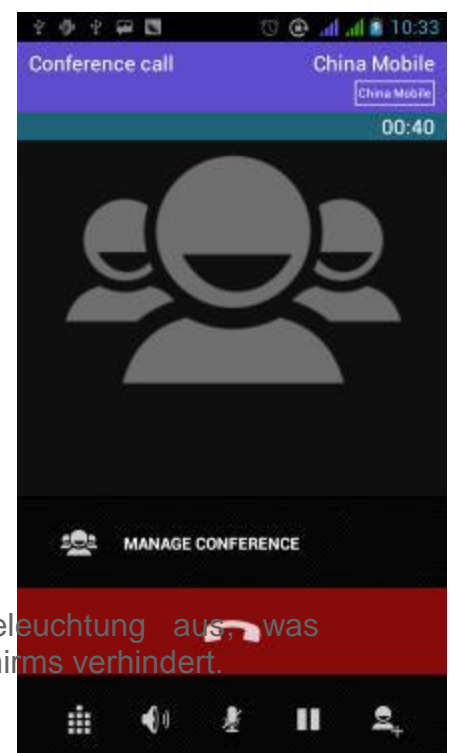 10:33
Conference call China Mobile
China Mobile
00:40
MANAGE CONFERENCE
eleuchtung aus, was
irms verhindert.